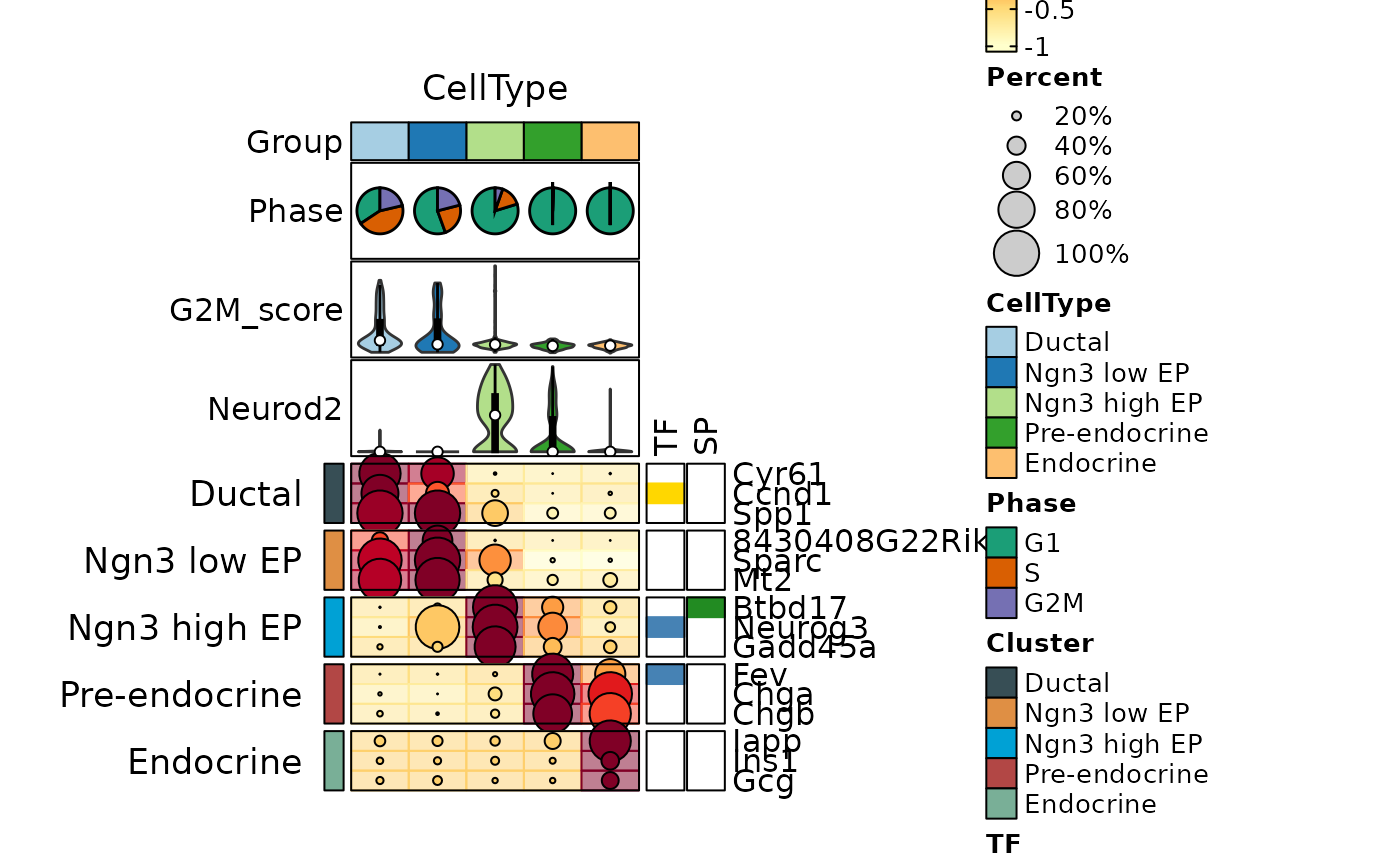 CellType
Group
Phase
G2M_score
Neurod2
TF
SP
Ductal
Ngn3 low EP
Ngn3 high EP
Pre-endocrine
Endocrine
Cyr61
Ccnd1
Spp1
8430408G22Rik
Sparc
Mt2
Btbd17
Neurog3
Gadd45a
Fev
Chga
Chgb
Iapp
Ins1
Gcg
-0.5
-1
Percent
20%
40%
60%
80%
100%
CellType
Ductal
Ngn3 low EP
Ngn3 high EP
Pre-endocrine
Endocrine
Phase
G1
S
G2M
Cluster
Ductal
Ngn3 low EP
Ngn3 high EP
Pre-endocrine
Endocrine
TF